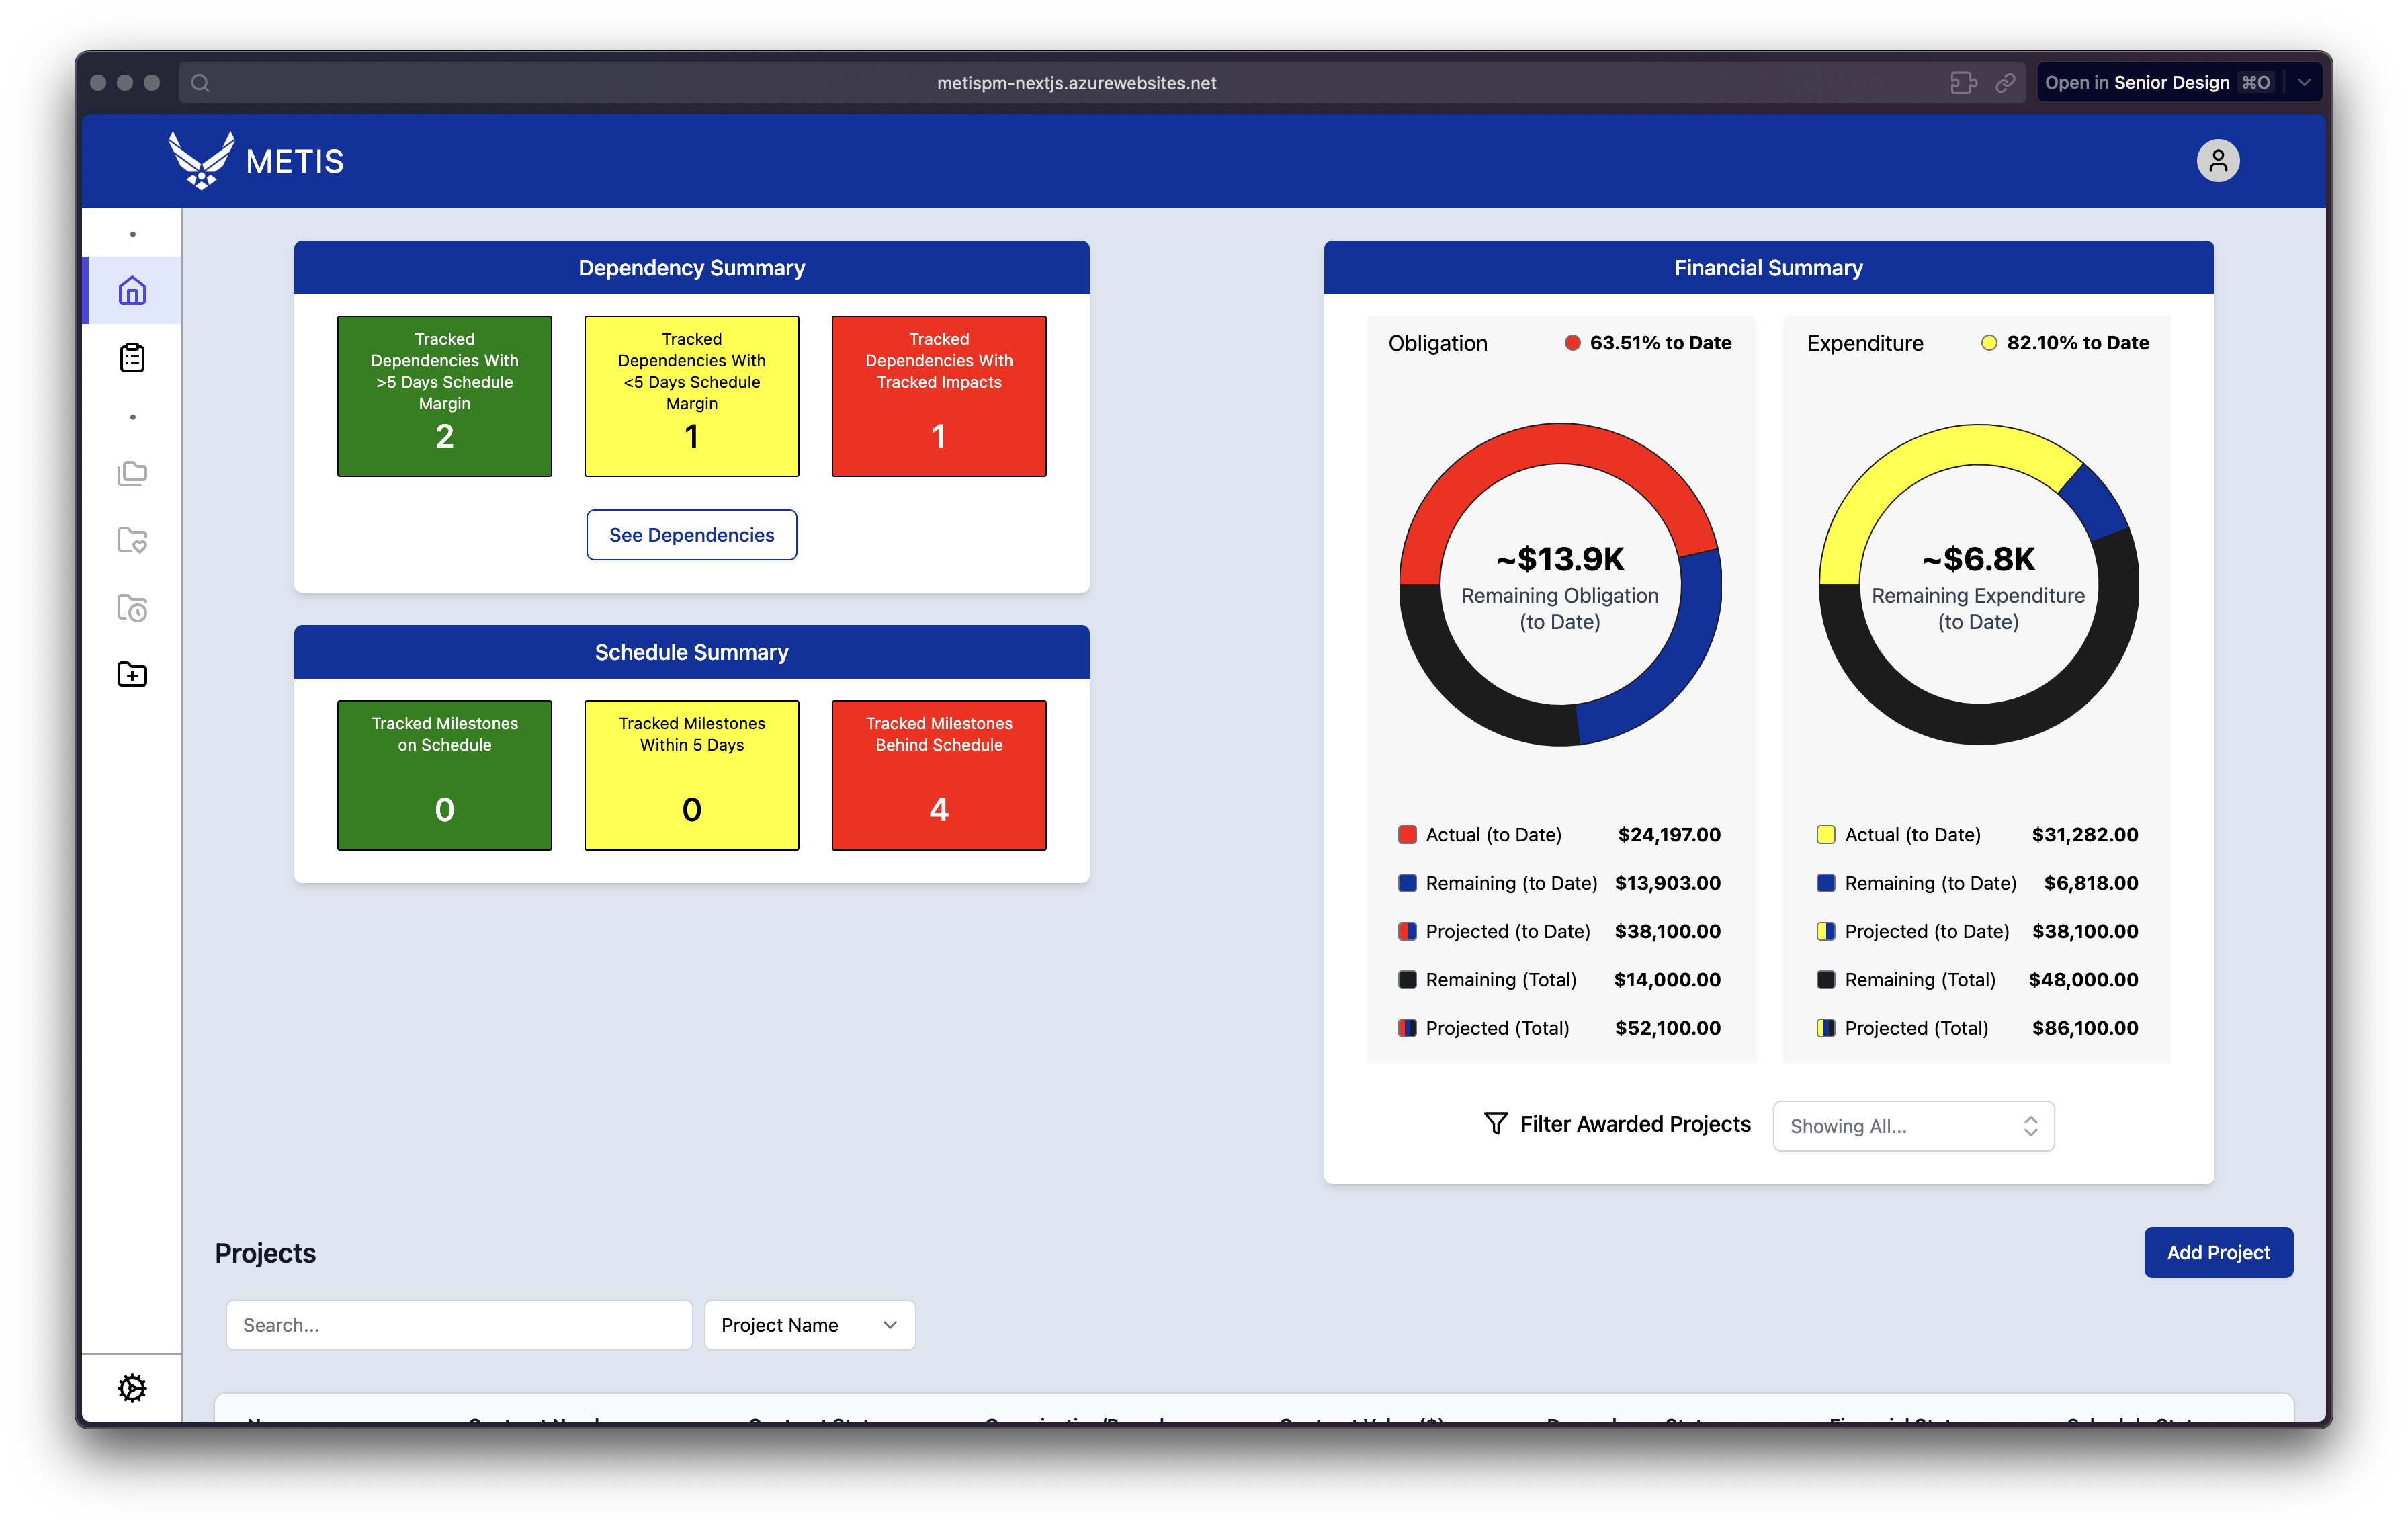 metispm-nextjs.azurewebsites.net
Open in Senior Design ⌘O
METIS
Dependency Summary
Tracked
Dependencies With
>5 Days Schedule
Margin
2
Tracked
Dependencies With
<5 Days Schedule
Margin
1
Tracked
Dependencies With
Tracked Impacts
1
See Dependencies
Schedule Summary
Tracked Milestones
on Schedule
0
Tracked Milestones
Within 5 Days
0
Tracked Milestones
Behind Schedule
4
Financial Summary
Obligation
63.51% to Date
~$13.9K
Remaining Obligation
(to Date)
Actual (to Date) $24,197.00
Remaining (to Date) $13,903.00
Projected (to Date) $38,100.00
Remaining (Total) $14,000.00
Projected (Total) $52,100.00
Expenditure
82.10% to Date
~$6.8K
Remaining Expenditure
(to Date)
Actual (to Date) $31,282.00
Remaining (to Date) $6,818.00
Projected (to Date) $38,100.00
Remaining (Total) $48,000.00
Projected (Total) $86,100.00
Filter Awarded Projects
Showing All...
Projects
Add Project
Search...
Project Name